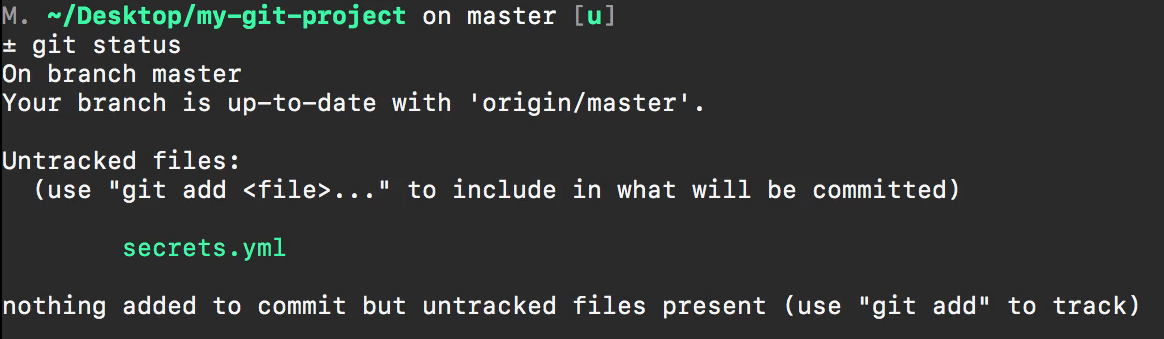 M. ~/Desktop/my-git-project on master [u]
± git status
On branch master
Your branch is up-to-date with 'origin/master'.
Untracked files:
(use "git add <file>..." to include in what will be committed)
secrets.yml
nothing added to commit but untracked files present (use "git add" to track)